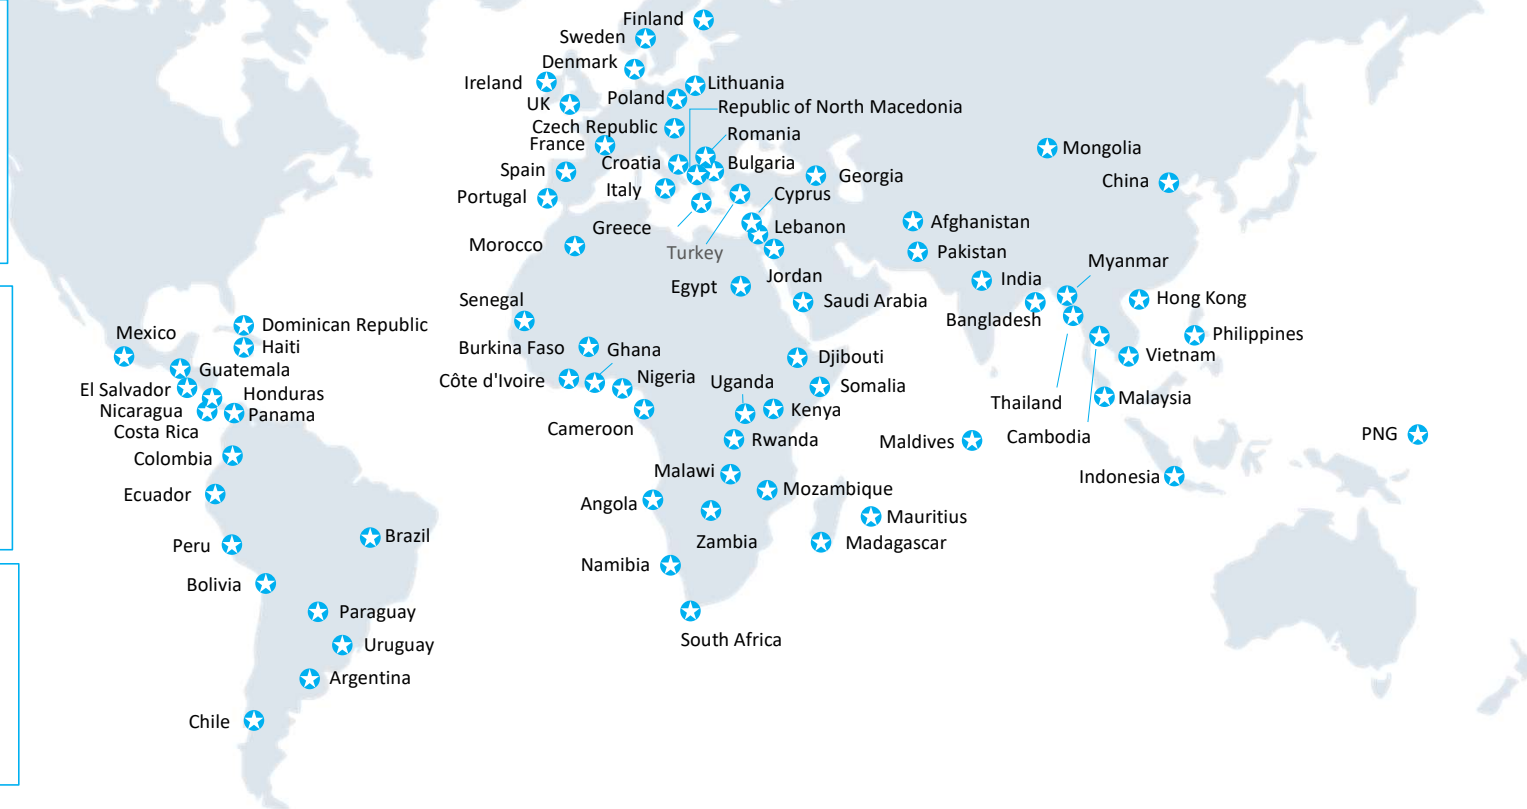 Finland
Sweden
Denmark
Ireland
Lithuania
UK
Poland
Republic of North Macedonia
Czech Republic
Romania
France
Mongolia
Croatia
Bulgaria
Spain
Georgia
China
Italy
Cyprus
Portugal
Afghanistan
Greece
Lebanon
Morocco
Turkey
Pakistan
Myanmar
Jordan
India
Egypt
Hong Kong
Senegal
Saudi Arabia
Bangladesh
Dominican Republic
Mexico
Philippines
Haiti
Burkina Faso
Ghana
Djibouti
Vietnam
Guatemala
Nigeria
Côte d'Ivoire
Uganda
Somalia
El Salvador
Honduras
Malaysia
Thailand
Nicaragua
Panama
Kenya
Costa Rica
Cameroon
PNG
Rwanda
Maldives
Cambodia
Colombia
Malawi
Indonesia
Ecuador
Mozambique
Angola
Mauritius
Brazil
Peru
Zambia
Madagascar
Namibia
Bolivia
Paraguay
South Africa
Uruguay
Argentina
Chile